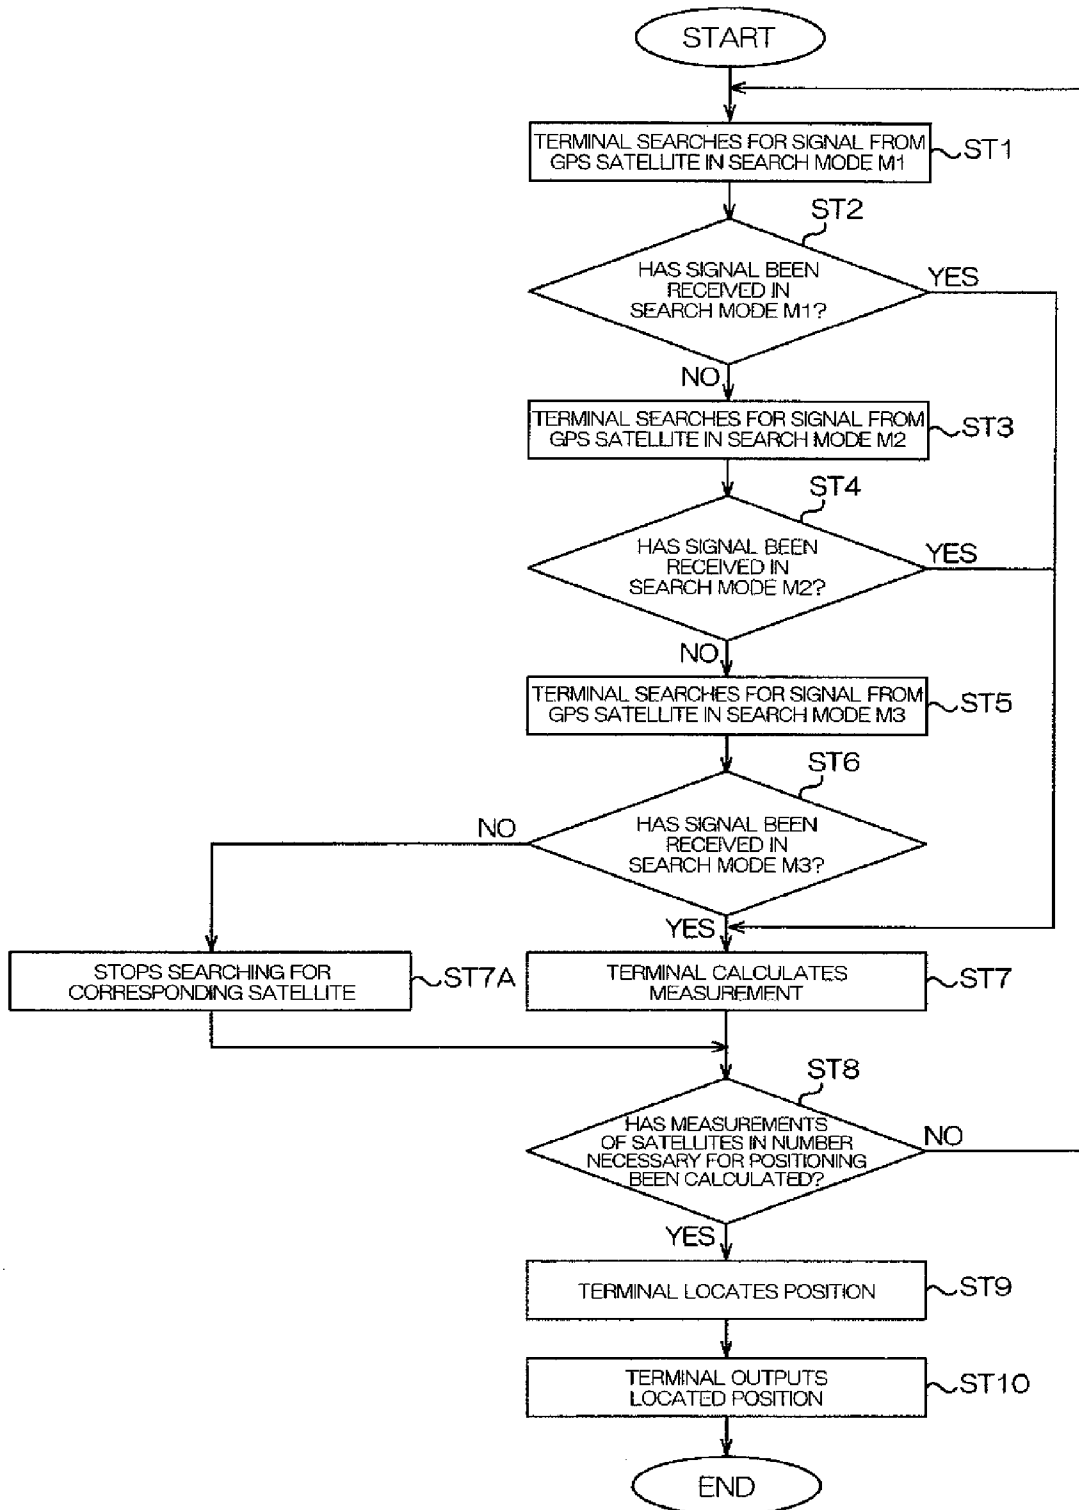 START
TERMINAL SEARCHES FOR SIGNAL FROM
GPS SATELLITE IN SEARCH MODE M1
ST1
ST2
HAS SIGNAL BEEN
RECEIVED IN
SEARCH MODE M1?
YES
NO
TERMINAL SEARCHES FOR SIGNAL FROM
GPS SATELLITE IN SEARCH MODE M2
ST3
ST4
HAS SIGNAL BEEN
RECEIVED IN
SEARCH MODE M2?
YES
NO
TERMINAL SEARCHES FOR SIGNAL FROM
GPS SATELLITE IN SEARCH MODE M3
ST5
ST6
HAS SIGNAL BEEN
RECEIVED IN
SEARCH MODE M3?
NO
YES
STOPS SEARCHING FOR
CORRESPONDING SATELLITE
ST7A
TERMINAL CALCULATES
MEASUREMENT
ST7
ST8
HAS MEASUREMENTS
OF SATELLITES IN NUMBER
NECESSARY FOR POSITIONING
BEEN CALCULATED?
NO
YES
TERMINAL LOCATES POSITION
ST9
TERMINAL OUTPUTS
LOCATED POSITION
ST10
END